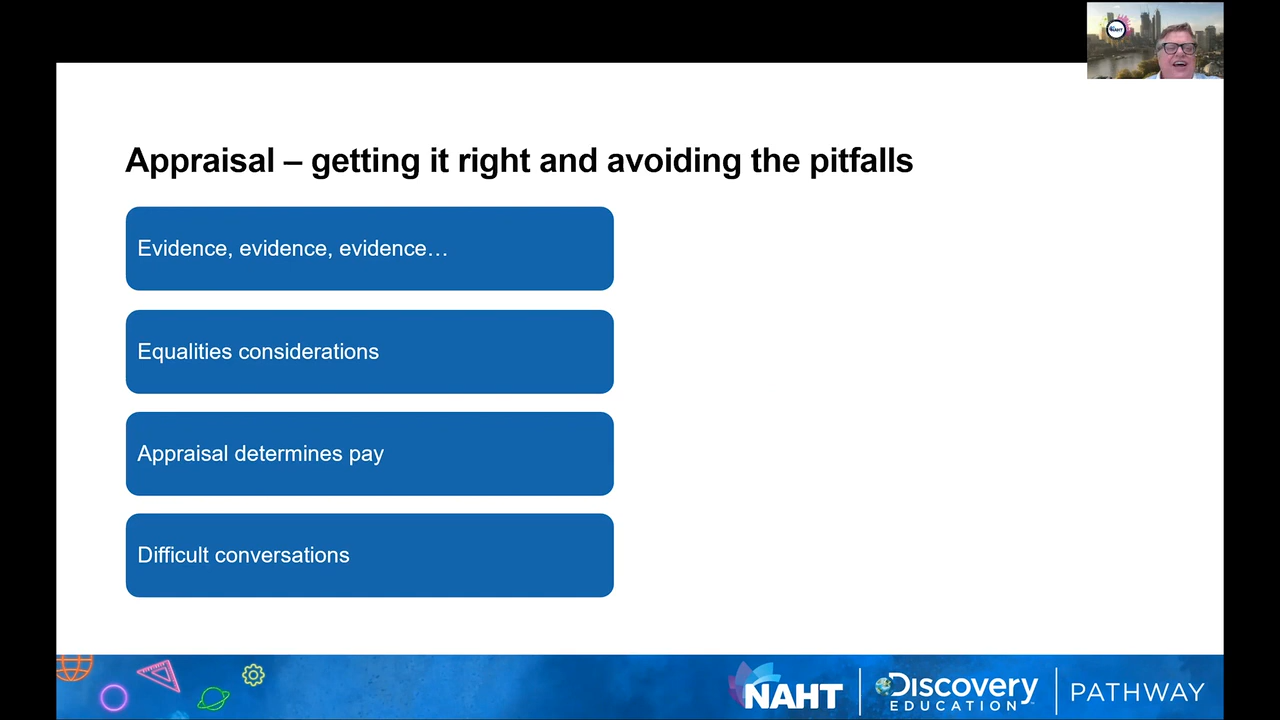 NAHT
Appraisal – getting it right and avoiding the pitfalls
Evidence, evidence, evidence…
Equalities considerations
Appraisal determines pay
Difficult conversations
NAHT
Discovery
EDUCATION
PATHWAY